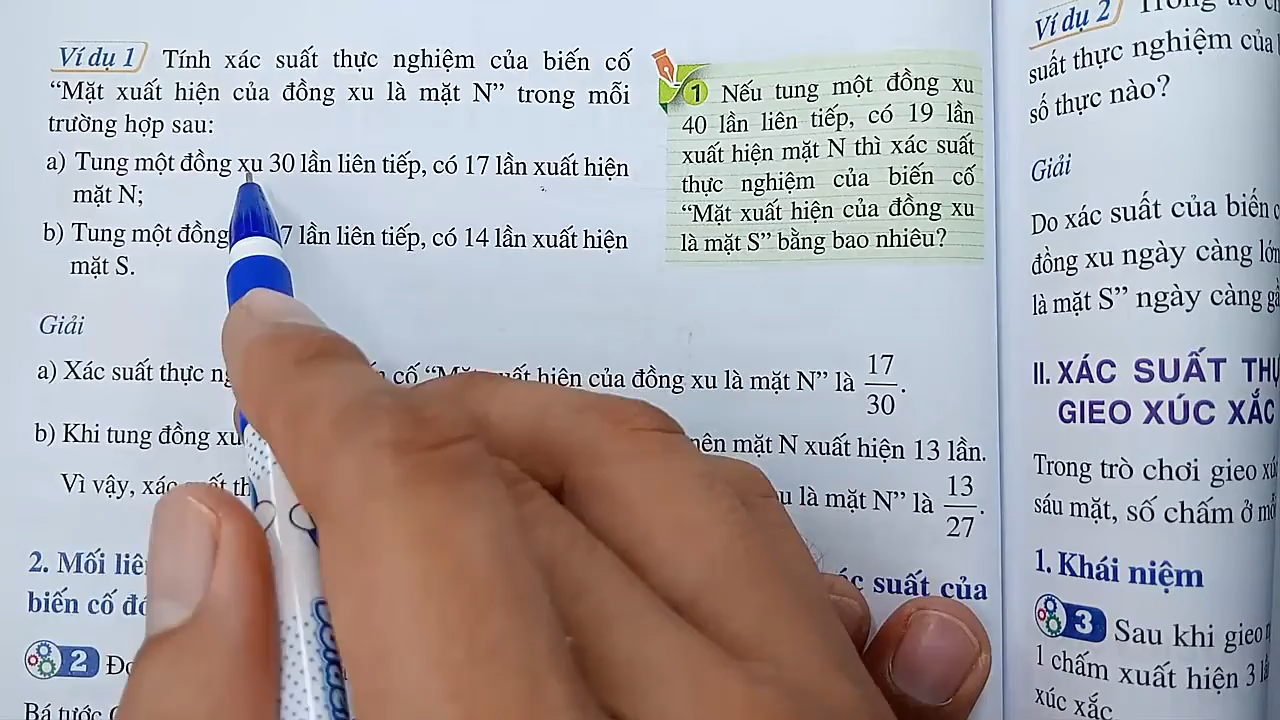 Ví dụ 1 Tính xác suất thực nghiệm của biến cố
“Mặt xuất hiện của đồng xu là mặt N” trong mỗi
trường hợp sau:
a) Tung một đồng xu 30 lần liên tiếp, có 17 lần xuất hiện
mặt N;
b) Tung một đồng 7 lần liên tiếp, có 14 lần xuất hiện
mặt S.
1 Nếu tung một đồng xu
40 lần liên tiếp, có 19 lần
xuất hiện mặt N thì xác suất
thực nghiệm của biến cố
“Mặt xuất hiện của đồng xu
là mặt S” bằng bao nhiêu?
Giải
a) Xác suất thực cố “Mặt xuất hiện của đồng xu là mặt N” là 17/30.
b) Khi tung đồng xu nên mặt N xuất hiện 13 lần.
Vì vậy, xác suất là mặt N” là 13/27.
2. Mối liên
suất của
biến cố đó
2
Bá tước
Ví dụ 2 Trong trò
suất thực nghiệm của
số thực nào?
Giải
Do xác suất của biến
đồng xu ngày càng lớn
là mặt S” ngày càng
II. XÁC SUẤT
GIEO XÚC XẮC
Trong trò chơi gieo
sáu mặt, số chấm ở
1. Khái niệm
3 Sau khi gieo
1 chấm xuất hiện 3
xúc xắc